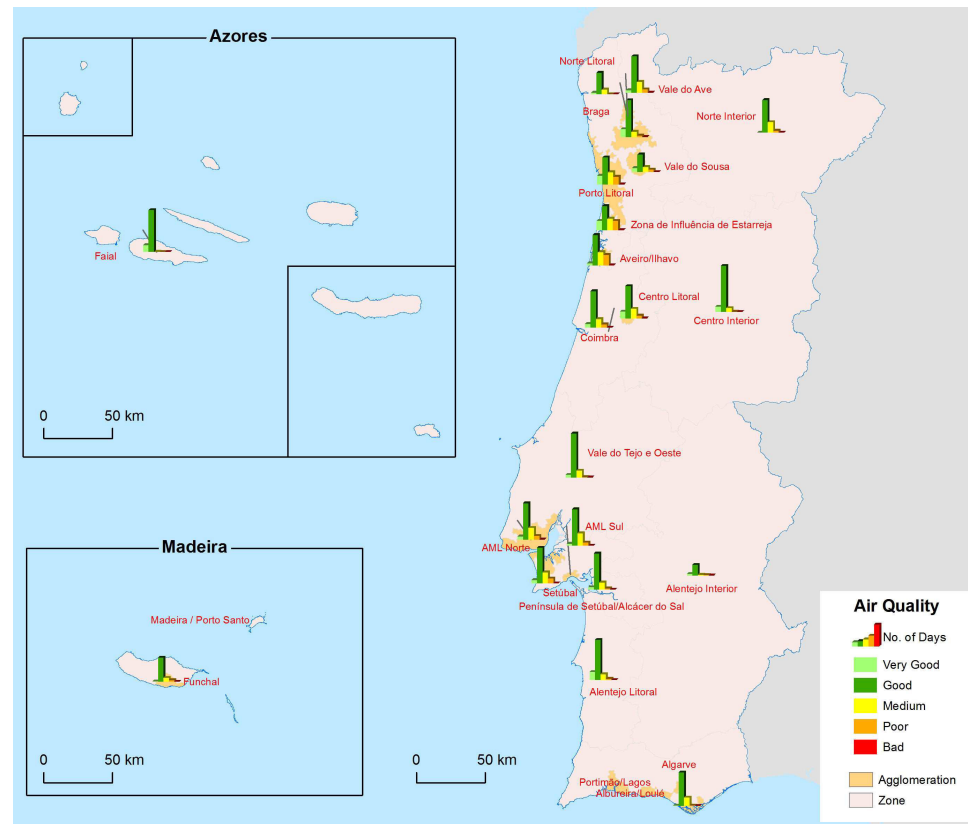 Azores
Faial
0 50 km
Madeira
Madeira / Porto Santo
Funchal
0 50 km
0 50 km
Norte Litoral
Vale do Ave
Braga
Norte Interior
Vale do Sousa
Porto Litoral
Zona de Influência de Estarreja
Aveiro/Ilhavo
Centro Litoral
Centro Interior
Coimbra
Vale do Tejo e Oeste
AML Sul
AML Norte
Setúbal
Alentejo Interior
Península de Setúbal/Alcácer do Sal
Alentejo Litoral
Algarve
Portimão/Lagos
Albureira/Loulé
Air Quality
No. of Days
Very Good
Good
Medium
Poor
Bad
Agglomeration
Zone